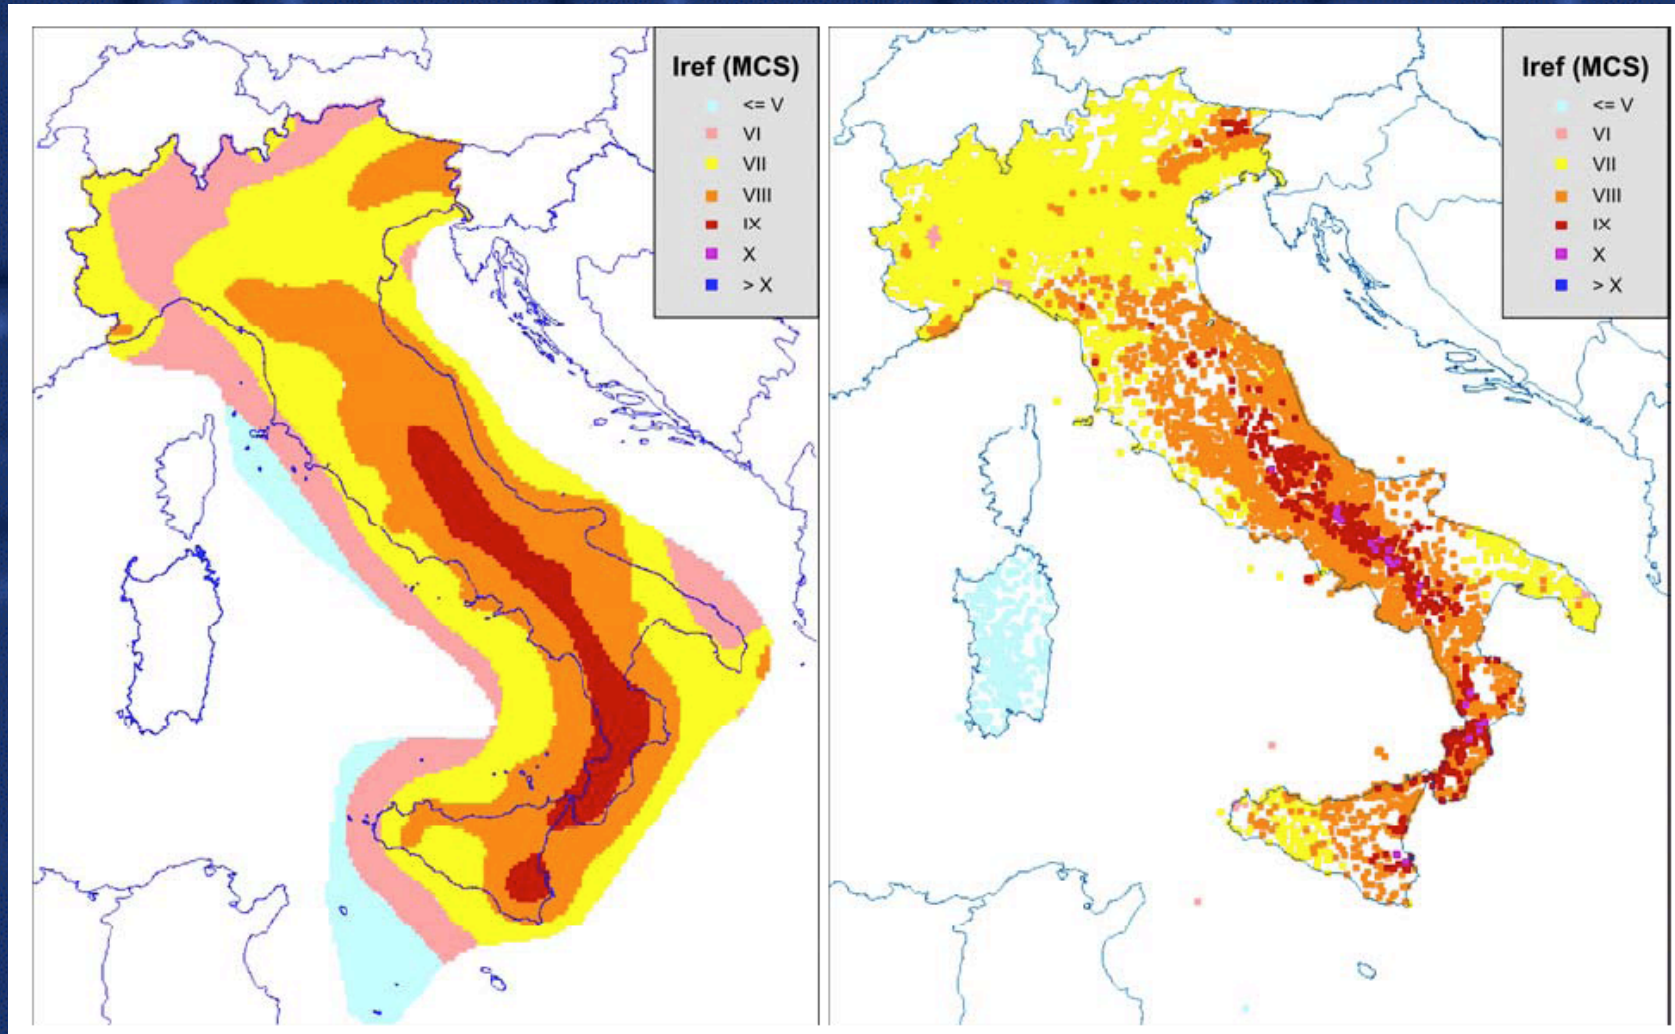 Iref (MCS)
<= V
VI
VII
VIII
IX
X
> X
Iref (MCS)
<= V
VI
VII
VIII
IX
X
> X